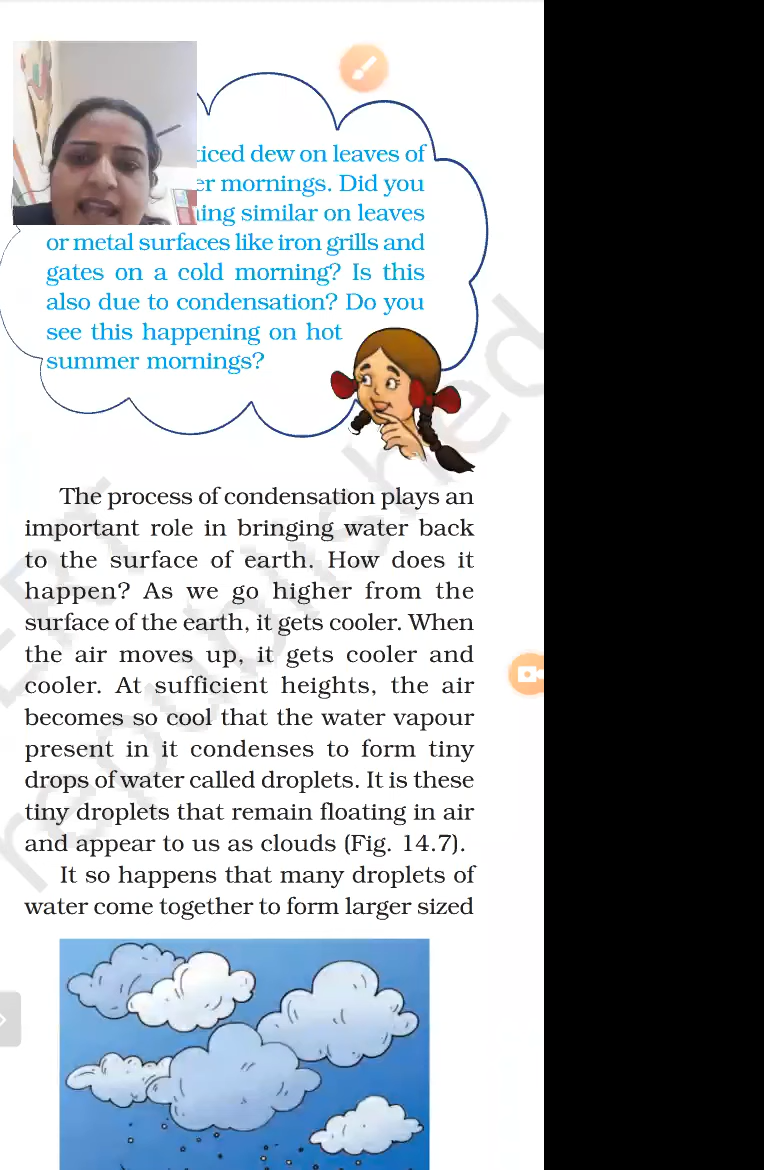 dew on leaves of
mornings. Did you
similar on leaves
or metal surfaces like iron grills and
gates on a cold morning? Is this
also due to condensation? Do you
see this happening on hot
summer mornings?
The process of condensation plays an
important role in bringing water back
to the surface of earth. How does it
happen? As we go higher from the
surface of the earth, it gets cooler. When
the air moves up, it gets cooler and
cooler. At sufficient heights, the air
becomes so cool that the water vapour
present in it condenses to form tiny
drops of water called droplets. It is these
tiny droplets that remain floating in air
and appear to us as clouds (Fig. 14.7).
It so happens that many droplets of
water come together to form larger sized
republished